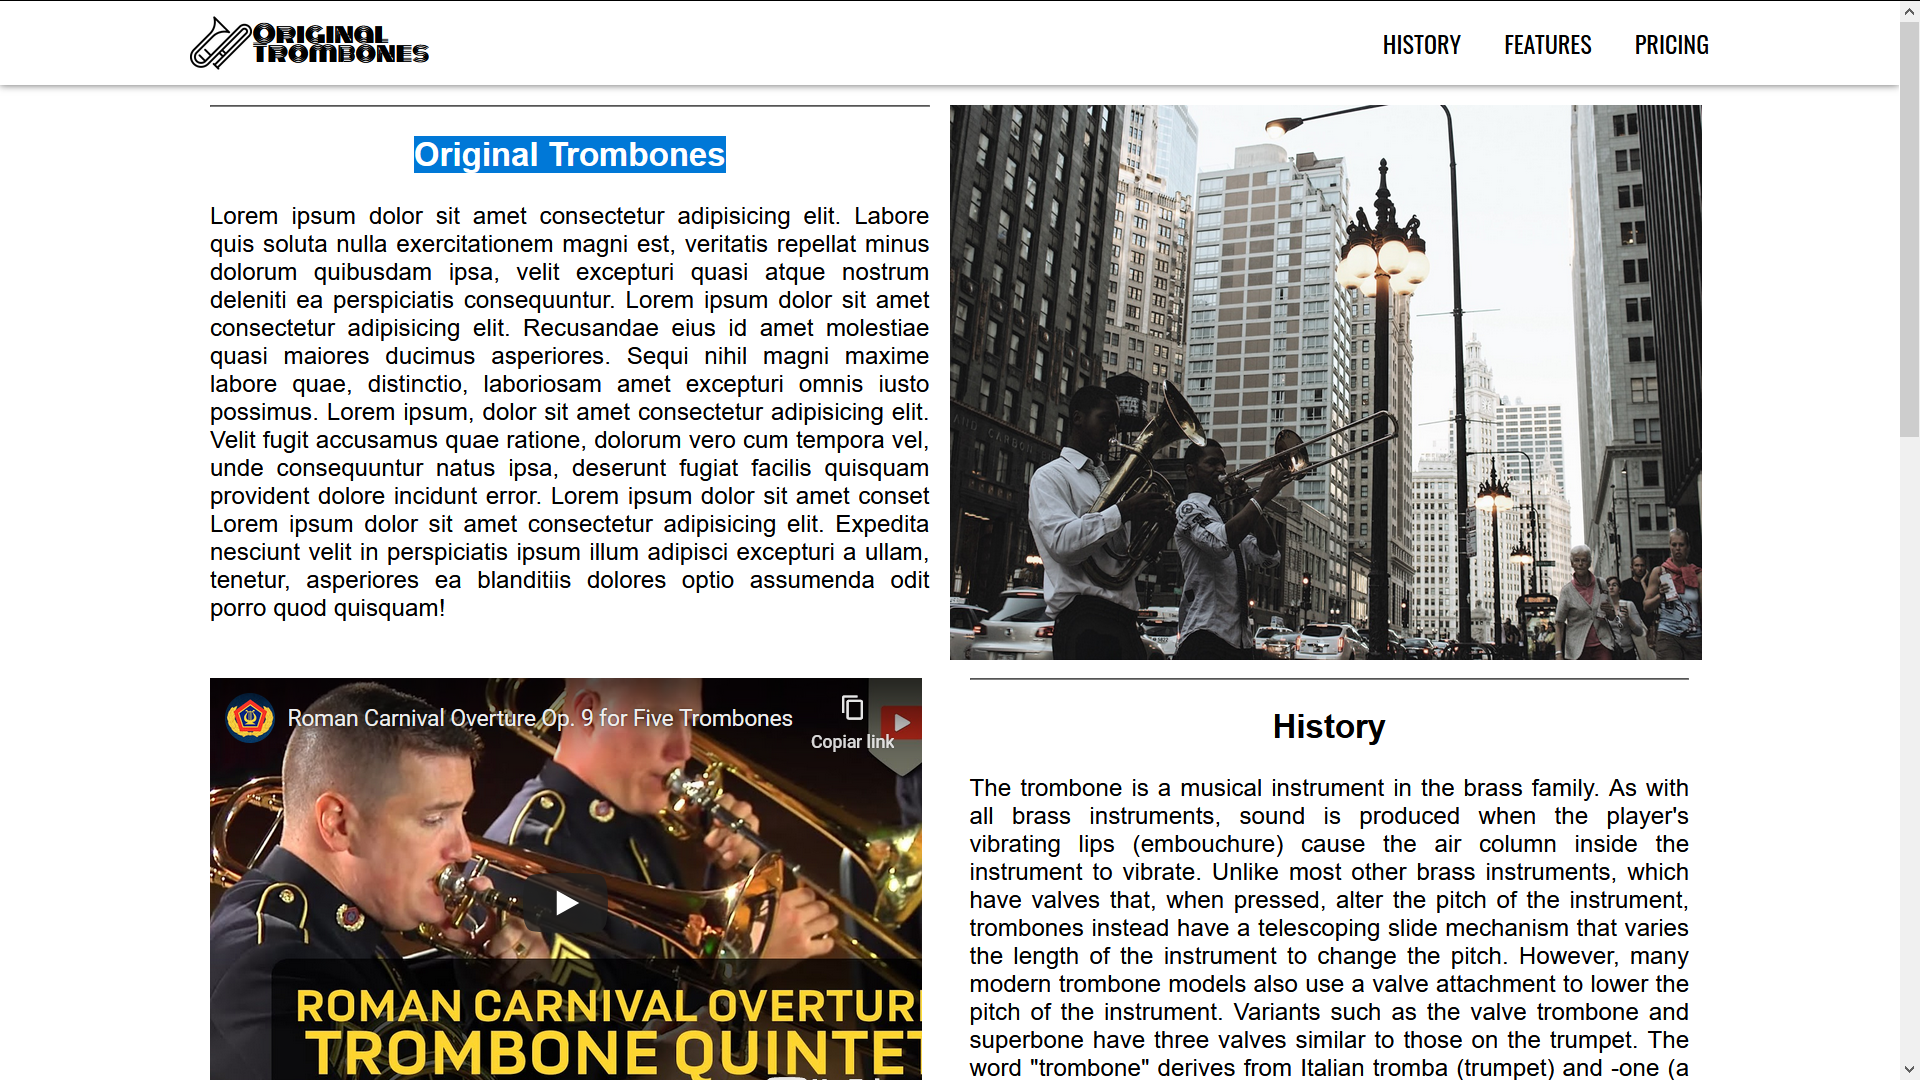 ORIGINAL
TROMBONES
HISTORY
FEATURES
PRICING
Original Trombones
Lorem ipsum dolor sit amet consectetur adipisicing elit. Labore
quis soluta nulla exercitationem magni est, veritatis repellat minus
dolorum quibusdam ipsa, velit excepturi quasi atque nostrum
deleniti ea perspiciatis consequuntur. Lorem ipsum dolor sit amet
consectetur adipisicing elit. Recusandae eius id amet molestiae
quasi maiores ducimus asperiores. Sequi nihil magni maxime
labore quae, distinctio, laboriosam amet excepturi omnis iusto
possimus. Lorem ipsum, dolor sit amet consectetur adipisicing elit.
Velit fugit accusamus quae ratione, dolorum vero cum tempora vel,
unde consequuntur natus ipsa, deserunt fugiat facilis quisquam
provident dolore incidunt error. Lorem ipsum dolor sit amet conset
Lorem ipsum dolor sit amet consectetur adipisicing elit. Expedita
nesciunt velit in perspiciatis ipsum illum adipisci excepturi a ullam,
tenetur, asperiores ea blanditiis dolores optio assumenda odit
porro quod quisquam!
Roman Carnival Overture Op. 9 for Five Trombones
Copiar link
ROMAN CARNIVAL OVERTUR
TROMBONE QUINTET
History
The trombone is a musical instrument in the brass family. As with
all brass instruments, sound is produced when the player's
vibrating lips (embouchure) cause the air column inside the
instrument to vibrate. Unlike most other brass instruments, which
have valves that, when pressed, alter the pitch of the instrument,
trombones instead have a telescoping slide mechanism that varies
the length of the instrument to change the pitch. However, many
modern trombone models also use a valve attachment to lower the
pitch of the instrument. Variants such as the valve trombone and
superbone have three valves similar to those on the trumpet. The
word "trombone" derives from Italian tromba (trumpet) and -one (a